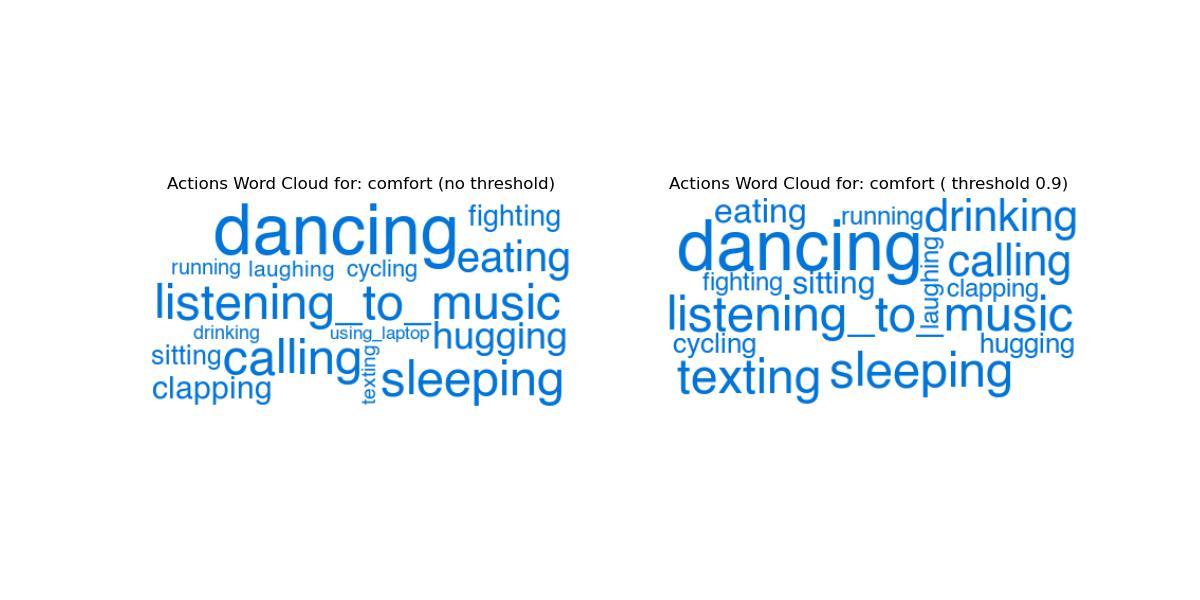 Actions Word Cloud for: comfort (no threshold)
dancing
fighting
eating
running laughing cycling
listening_to_music
drinking using_laptop hugging
sitting calling texting sleeping
clapping
Actions Word Cloud for: comfort ( threshold 0.9)
eating running drinking
dancing laughing calling
fighting sitting clapping
listening_to_music
cycling hugging
texting sleeping